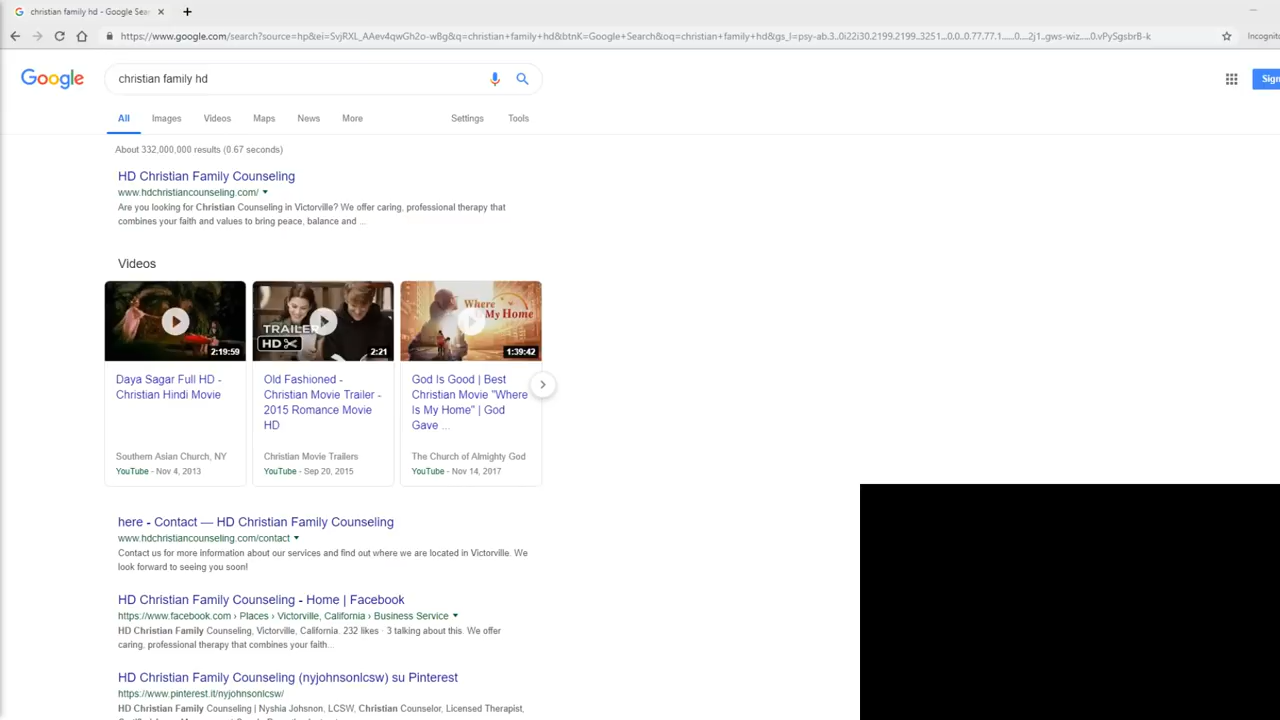 christian family hd - Google Sear
https://www.google.com/search?source=hp&ei=SvjRXL_AAev4qwGh2o-wBg&q=christian+family+hd&btnK=Google+Search&oq=christian+family+hd&gs_l=psy-ab.3..0i22i30.2199.2199..3251...0.0..0.77.77.1......0....2j1..gws-wiz.....0.vPySgsbrB-k
Incognito
Google
christian family hd
Sign
All Images Videos Maps News More Settings Tools
About 332,000,000 results (0.67 seconds)
HD Christian Family Counseling
www.hdchristiancounseling.com/
Are you looking for Christian Counseling in Victorville? We offer caring, professional therapy that
combines your faith and values to bring peace, balance and ...
Videos
2:19:59
Daya Sagar Full HD -
Christian Hindi Movie
Southern Asian Church, NY
YouTube - Nov 4, 2013
TRAILER
HD
2:21
Old Fashioned -
Christian Movie Trailer -
2015 Romance Movie
HD
Christian Movie Trailers
YouTube - Sep 20, 2015
Where
Is My Home
1:39:42
God Is Good | Best
Christian Movie "Where
Is My Home" | God
Gave ...
The Church of Almighty God
YouTube - Nov 14, 2017
here - Contact — HD Christian Family Counseling
www.hdchristiancounseling.com/contact
Contact us for more information about our services and find out where we are located in Victorville. We
look forward to seeing you soon!
HD Christian Family Counseling - Home | Facebook
https://www.facebook.com › Places › Victorville, California › Business Service
HD Christian Family Counseling, Victorville, California. 232 likes · 3 talking about this. We offer
caring, professional therapy that combines your faith...
HD Christian Family Counseling (nyjohnsonlcsw) su Pinterest
https://www.pinterest.it/nyjohnsonlcsw/
HD Christian Family Counseling | Nyshia Johsnon, LCSW, Christian Counselor, Licensed Therapist,